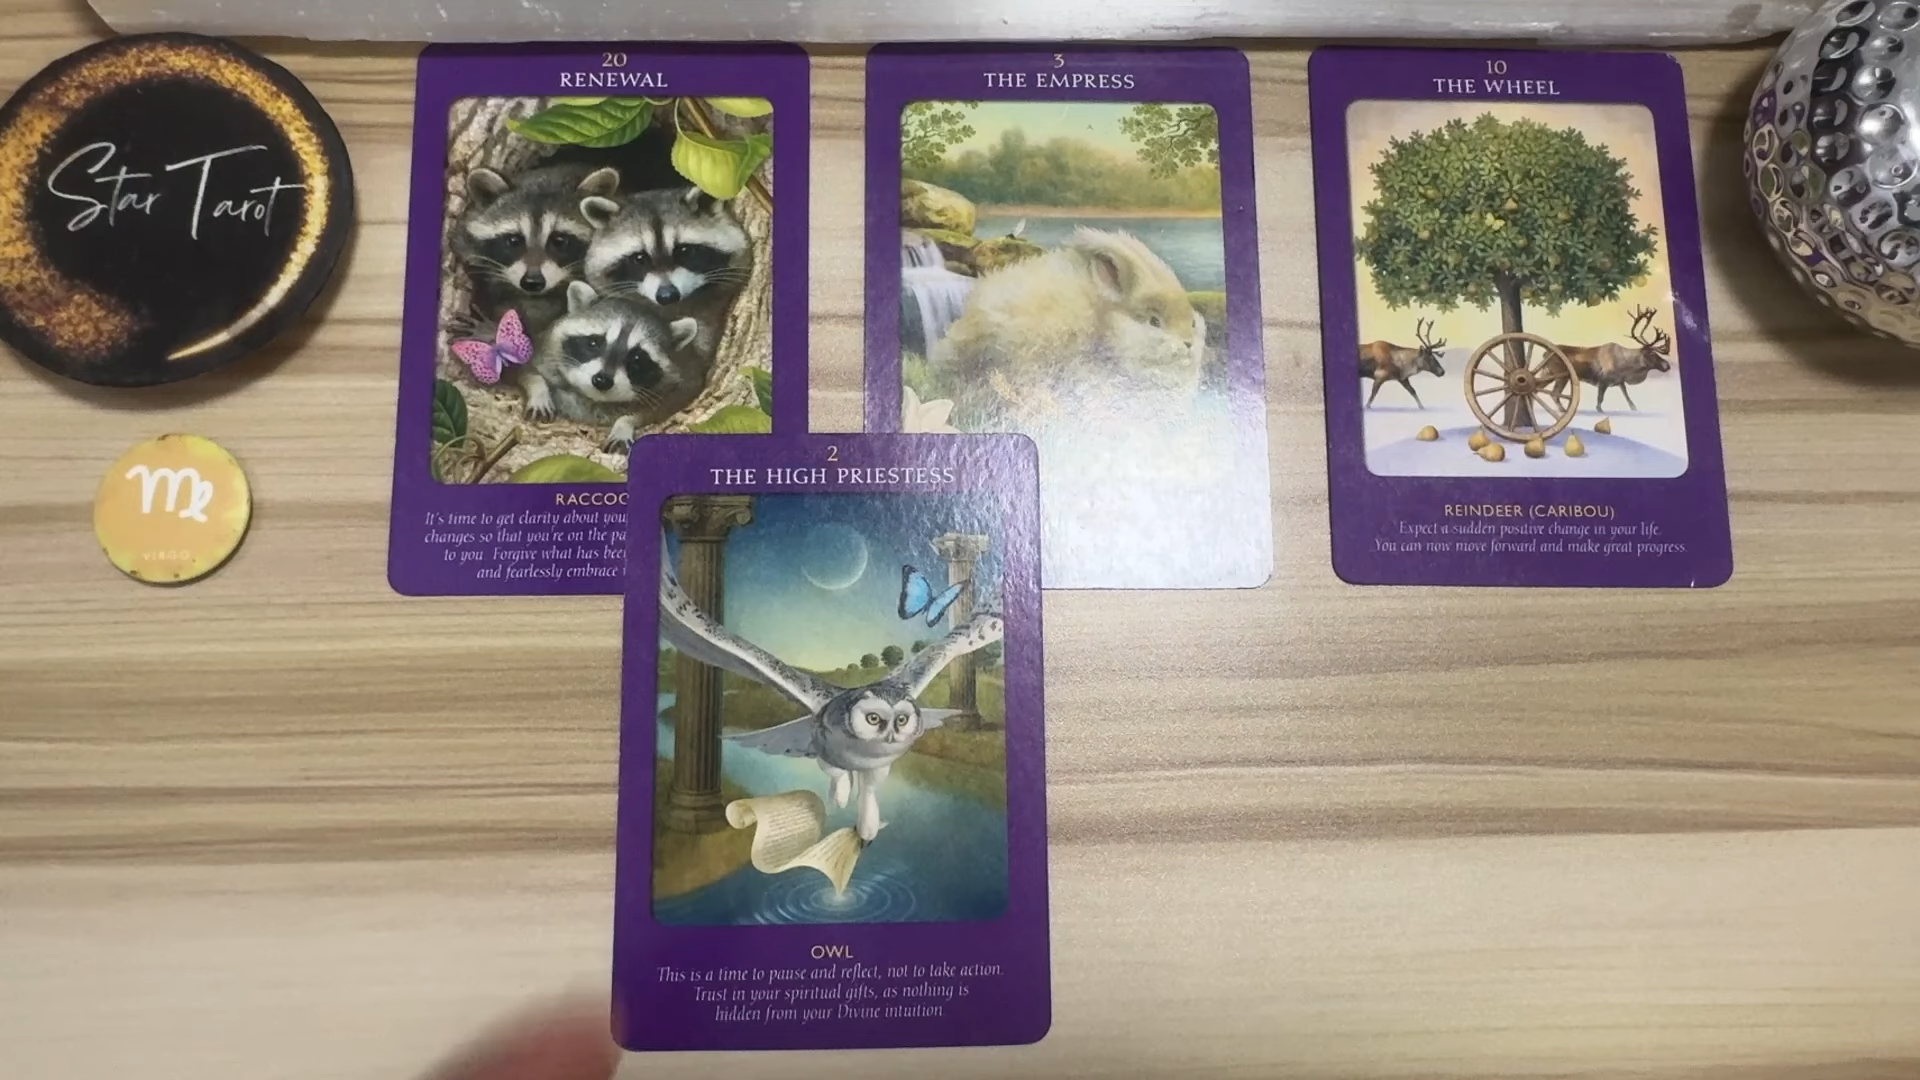 Star Tarot
VIRGO
20
RENEWAL
RACCOO
It's time to get clarity about you
changes so that you're on the pa
to you. Forgive what has bee
and fearlessly embrace
3
THE EMPRESS
10
THE WHEEL
REINDEER (CARIBOU)
Expect a sudden positive change in your life.
You can now move forward and make great progress.
2
THE HIGH PRIESTESS
OWL
This is a time to pause and reflect, not to take action.
Trust in your spiritual gifts, as nothing is
hidden from your Divine intuition.